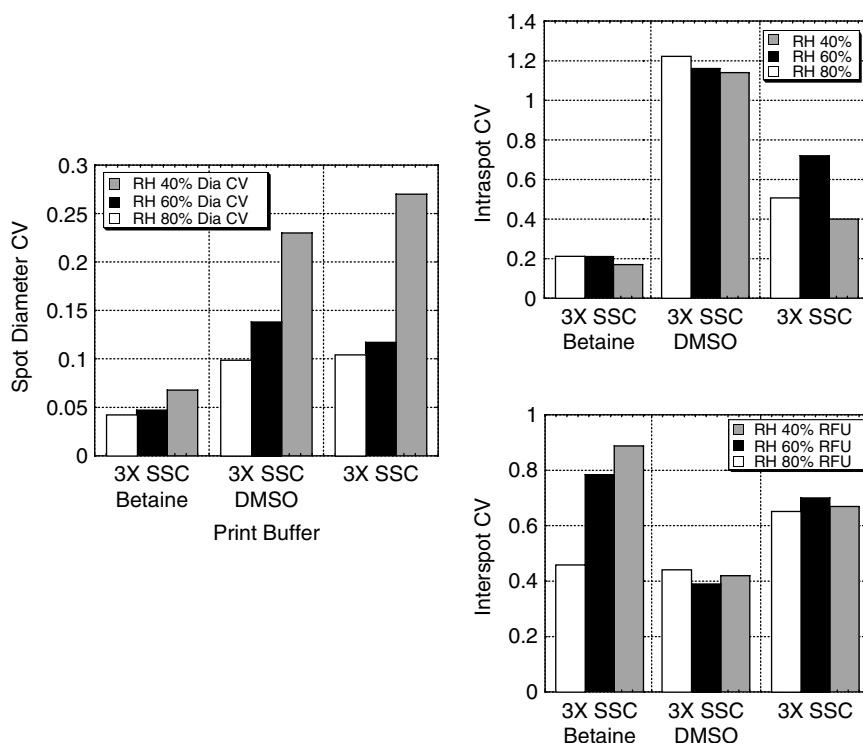 0.3
0.25
0.2
0.15
0.1
0.05
0
Spot Diameter CV
RH 40% Dia CV
RH 60% Dia CV
RH 80% Dia CV
3X SSC 3X SSC 3X SSC
Betaine DMSO
Print Buffer
1.4
1.2
1
0.8
0.6
0.4
0.2
0
Intraspot CV
RH 40%
RH 60%
RH 80%
3X SSC 3X SSC 3X SSC
Betaine DMSO
1
0.8
0.6
0.4
0.2
0
Interspot CV
RH 40% RFU
RH 60% RFU
RH 80% RFU
3X SSC 3X SSC 3X SSC
Betaine DMSO